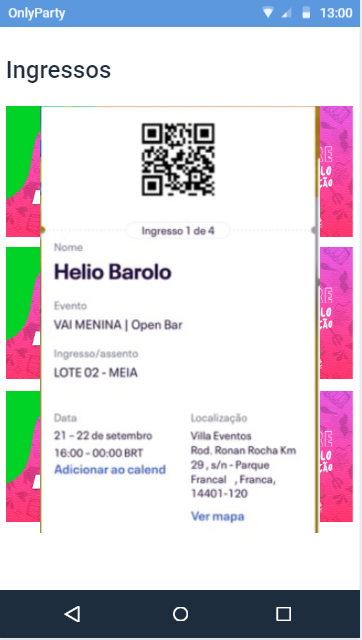 OnlyParty
13:00
Ingressos
Ingresso 1 de 4
Nome
Helio Barolo
Evento
VAI MENINA | Open Bar
Ingresso/assento
LOTE 02 - MEIA
Data
21 – 22 de setembro
16:00 – 00:00 BRT
Adicionar ao calend
Localização
Villa Eventos
Rod. Ronan Rocha Km
29 , s/n - Parque
Francal , Franca,
14401-120
Ver mapa